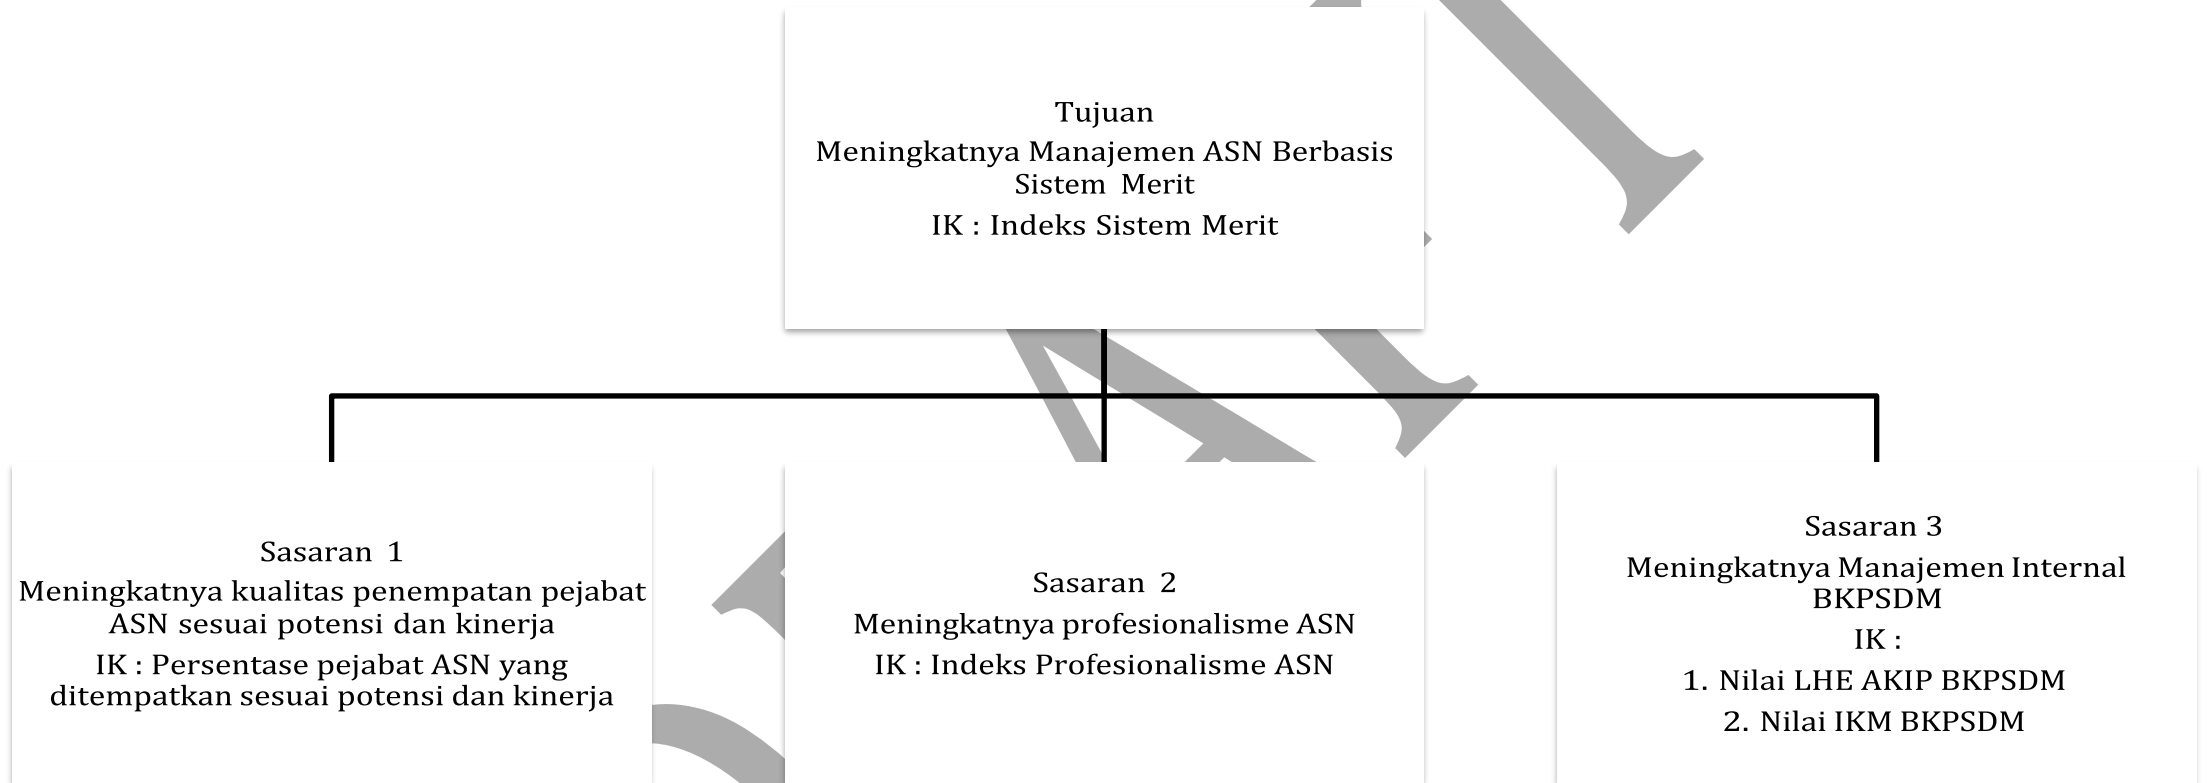 Tujuan
Meningkatnya Manajemen ASN Berbasis
Sistem Merit
IK : Indeks Sistem Merit
Sasaran 1
Meningkatnya kualitas penempatan pejabat
ASN sesuai potensi dan kinerja
IK : Persentase pejabat ASN yang
ditempatkan sesuai potensi dan kinerja
Sasaran 2
Meningkatnya profesionalisme ASN
IK : Indeks Profesionalisme ASN
Sasaran 3
Meningkatnya Manajemen Internal
BKPSDM
IK :
1. Nilai LHE AKIP BKPSDM
2. Nilai IKM BKPSDM